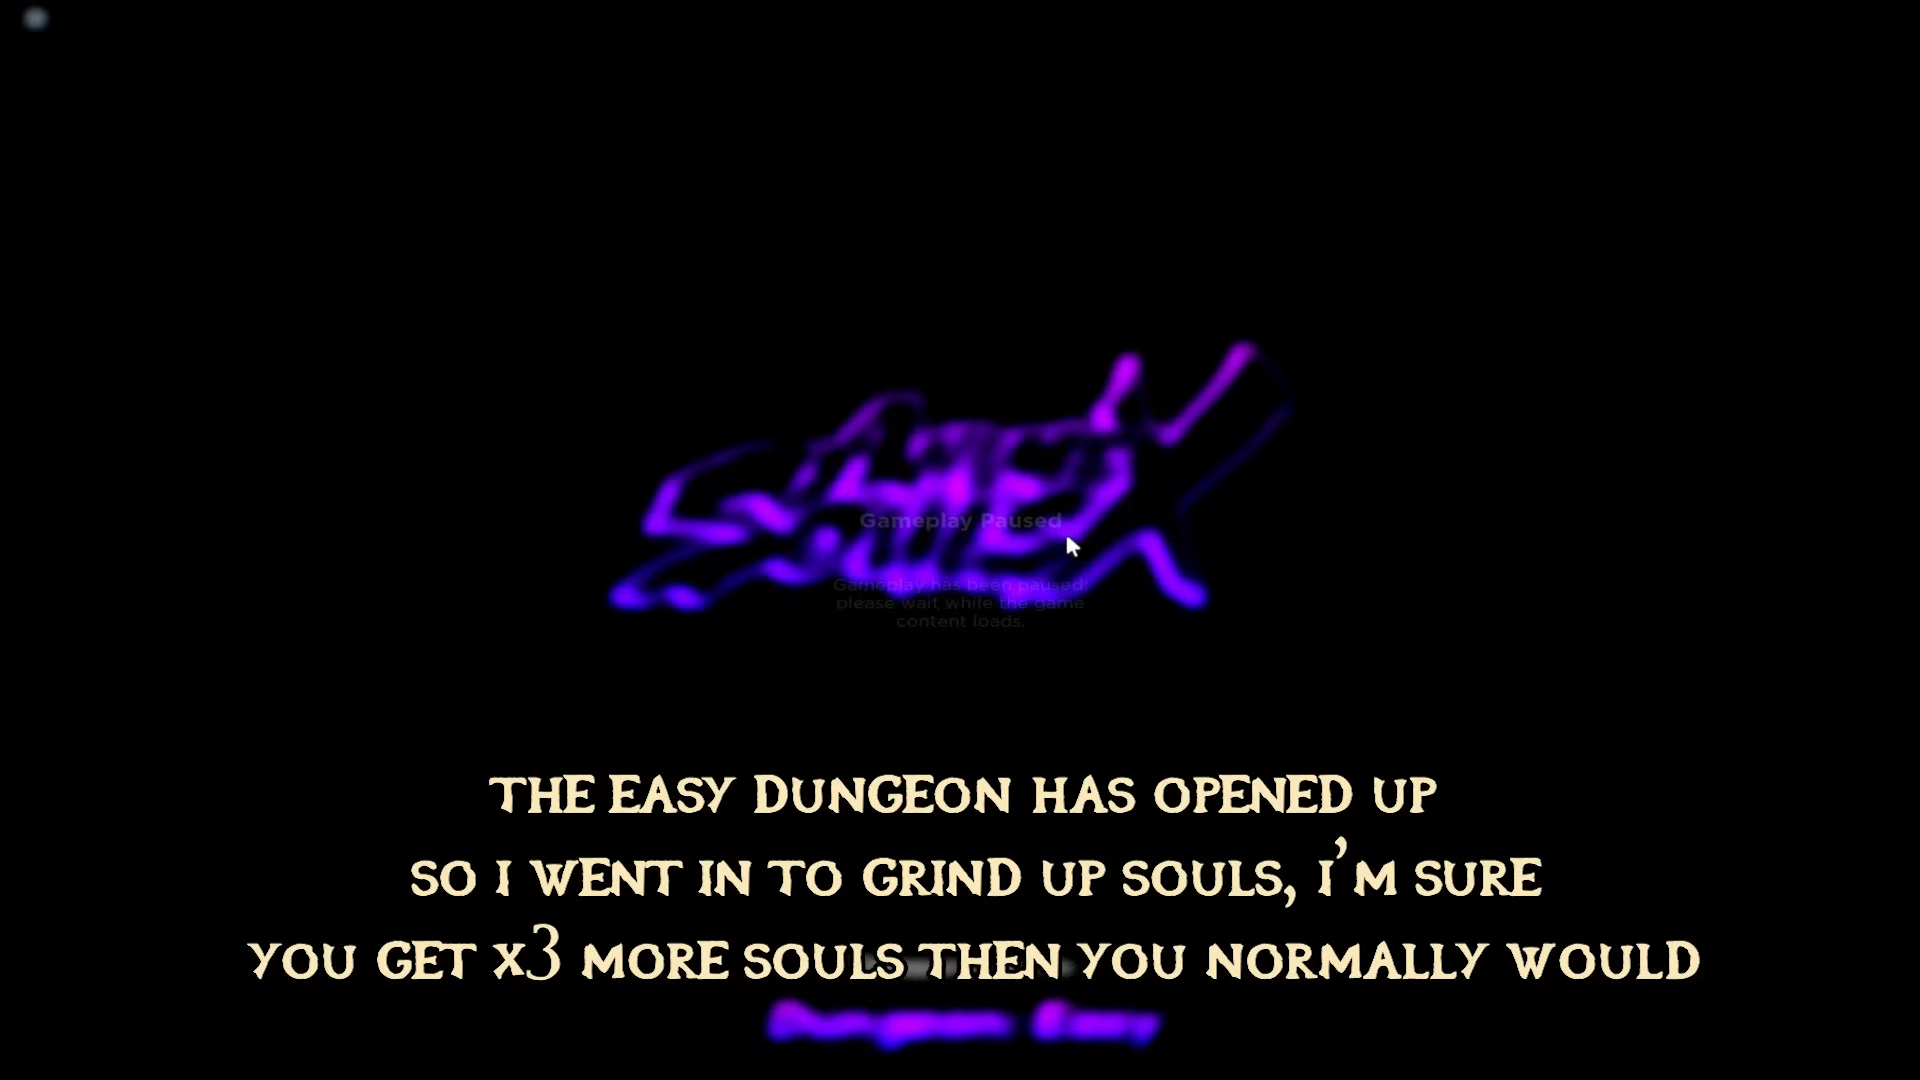 Gameplay Paused
Gameplay has been paused;
please wait while the game
content loads.
THE EASY DUNGEON HAS OPENED UP
SO I WENT IN TO GRIND UP SOULS, I'M SURE
YOU GET X3 MORE SOULS THEN YOU NORMALLY WOULD
Dungeon Easy